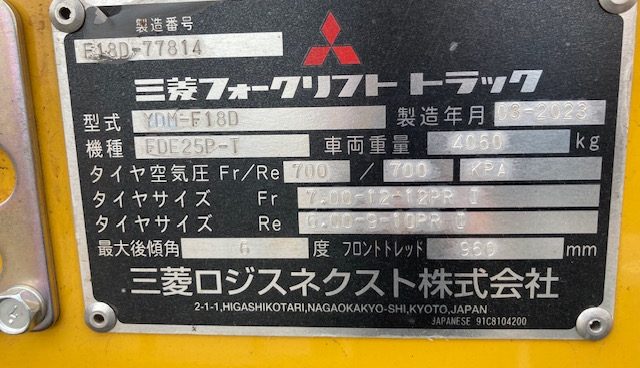 製造番号
F18D-77814
三菱フォークリフト トラック
型式 YDM-F18D 製造年月 08-2023
機種 FDE25P-T 車両重量 4060 kg
タイヤ空気圧 Fr/Re 700 / 700 KPA
タイヤサイズ Fr 7.00-12-12PR I
タイヤサイズ Re 6.00-9-10PR I
最大後傾角 6 度 フロントトレッド 960 mm
三菱ロジスネクスト株式会社
2-1-1,HIGASHIKOTARI,NAGAOKAKYO-SHI,KYOTO,JAPAN
JAPANESE 91C8104200